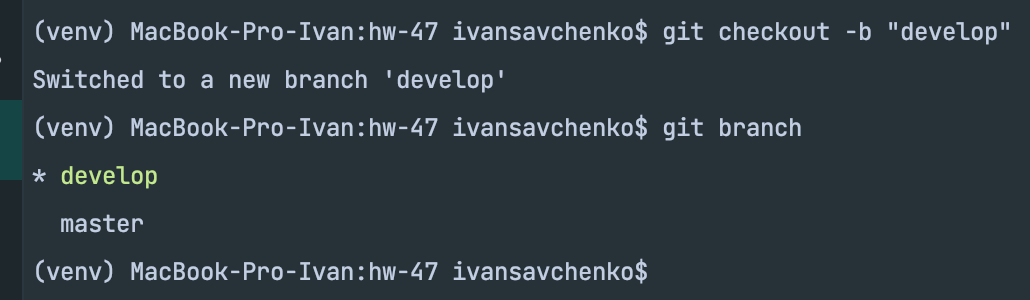 (venv) MacBook-Pro-Ivan:hw-47 ivansavchenko$ git checkout -b "develop"
Switched to a new branch 'develop'
(venv) MacBook-Pro-Ivan:hw-47 ivansavchenko$ git branch
* develop
  master
(venv) MacBook-Pro-Ivan:hw-47 ivansavchenko$